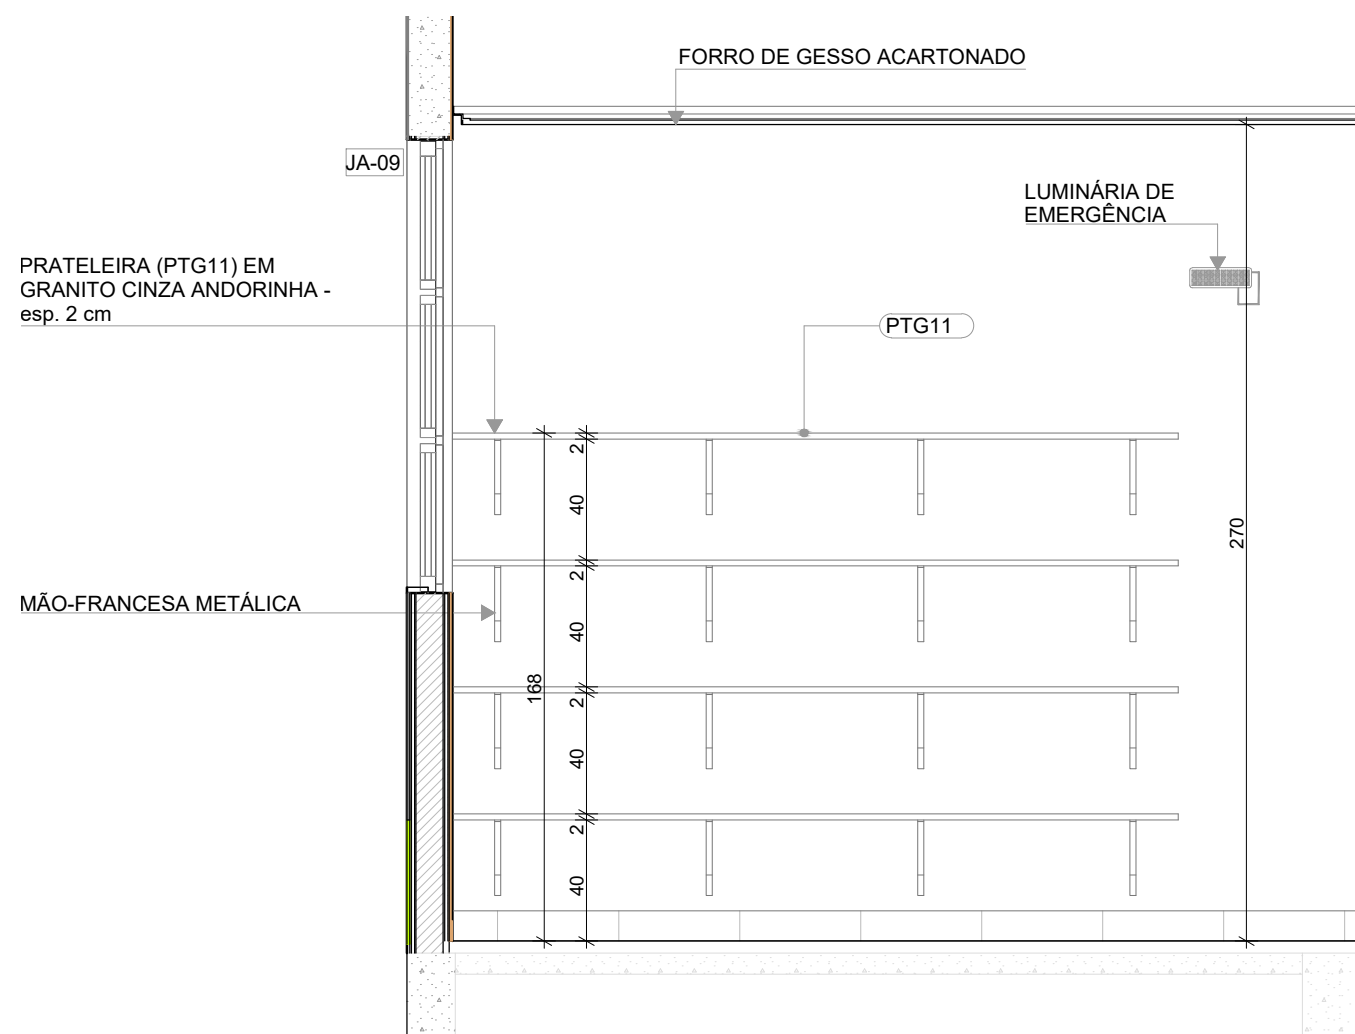 FORRO DE GESSO ACARTONADO
JA-09
LUMINÁRIA DE
EMERGÊNCIA
PRATELEIRA (PTG11) EM
GRANITO CINZA ANDORINHA -
esp. 2 cm
PTG11
2
40
270
2
MÃO-FRANCESA METÁLICA
40
168
2
40
2
40